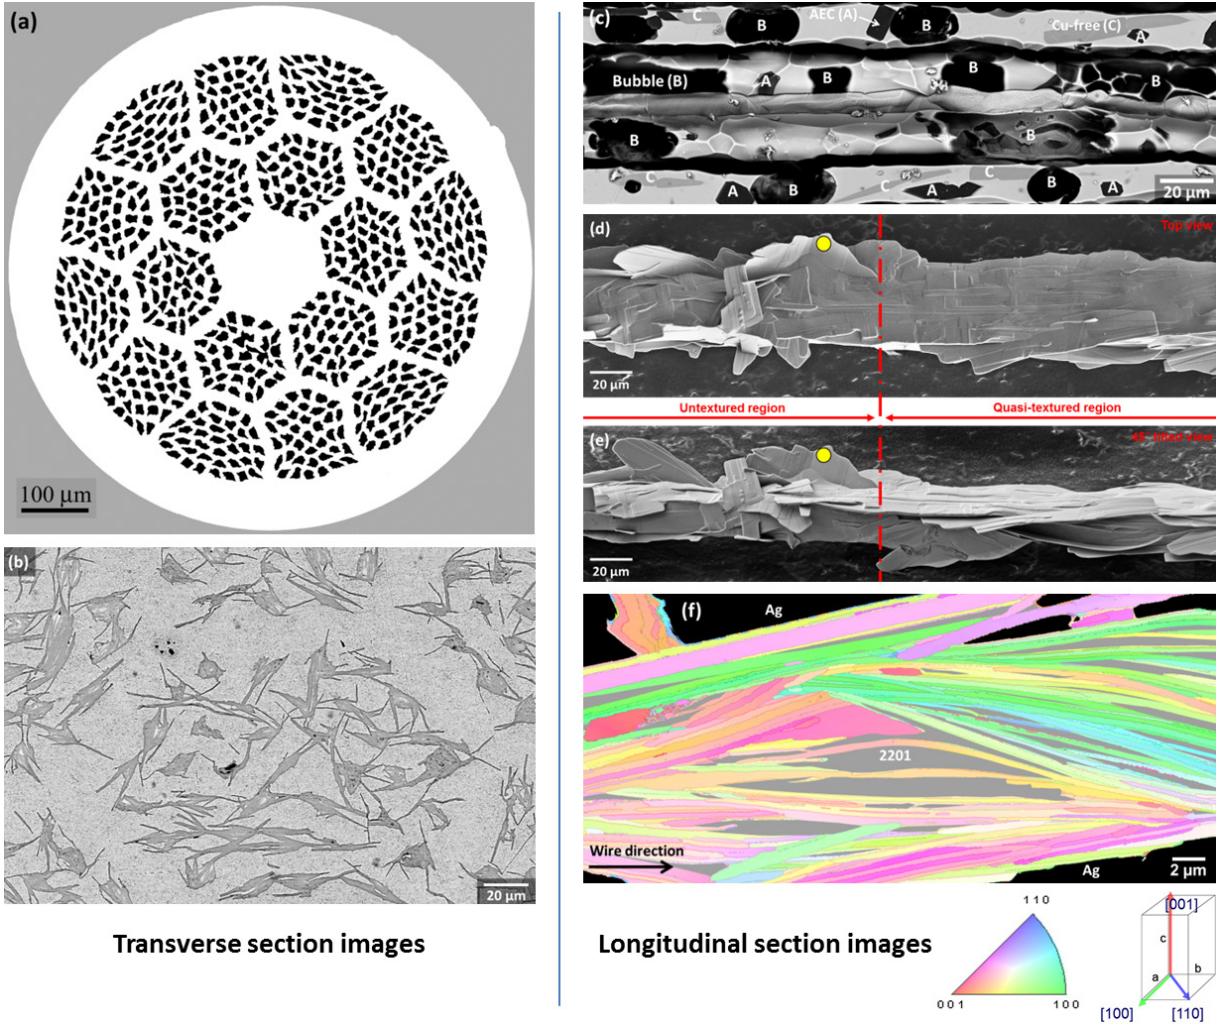 (a)
100 µm
(b)
20 µm
Transverse section images
(c)
C
B
AEC (A)
B
Cu-free (C)
A
Bubble (B)
A
B
B
B
B
B
C
A
B
C
A
C
B
A
20 µm
(d)
Top view
20 µm
Untextured region
Quasi-textured region
(e)
45° tilted view
20 µm
(f)
Ag
2201
Wire direction
Ag
2 µm
Longitudinal section images
1 1 0
0 0 1
1 0 0
[001]
c
a
b
[100]
[110]